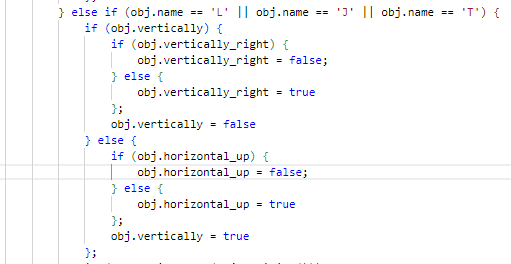 } else if (obj.name == 'L' || obj.name == 'J' || obj.name == 'T') {
if (obj.vertically) {
if (obj.vertically_right) {
obj.vertically_right = false;
} else {
obj.vertically_right = true
};
obj.vertically = false
} else {
if (obj.horizontal_up) {
obj.horizontal_up = false;
} else {
obj.horizontal_up = true
};
obj.vertically = true
};